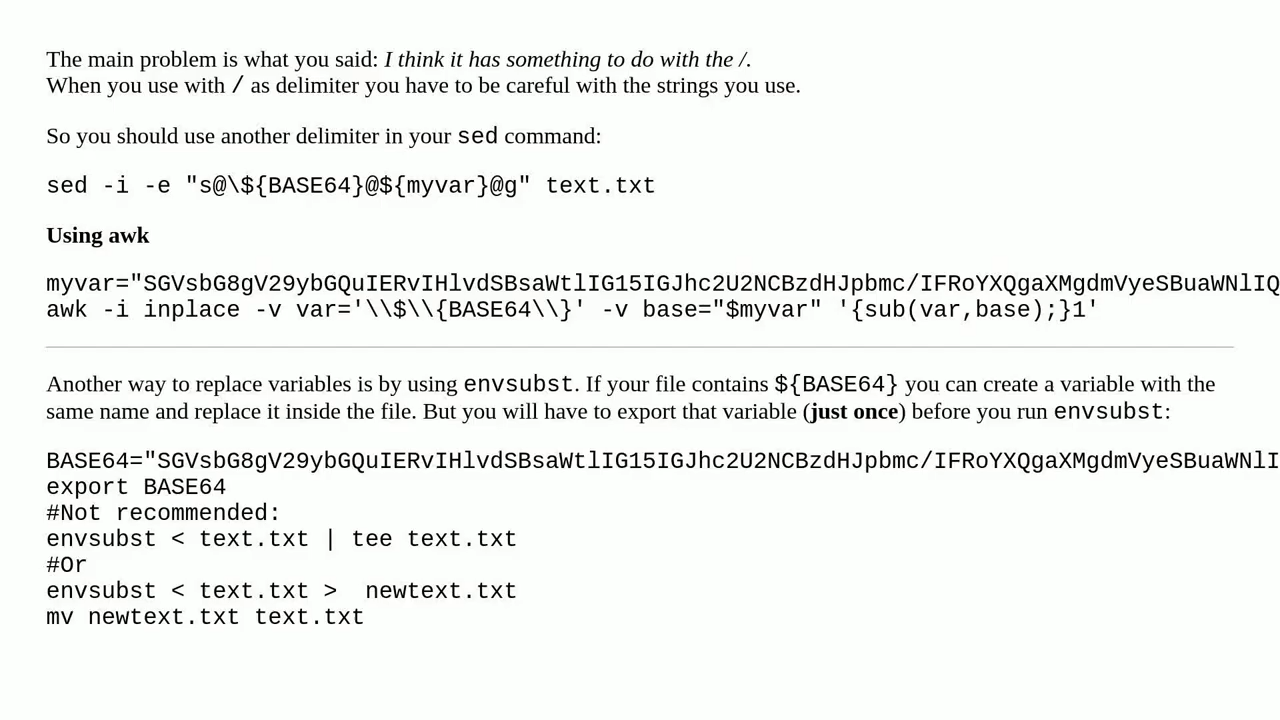 The main problem is what you said: I think it has something to do with the /.
When you use with / as delimiter you have to be careful with the strings you use.
So you should use another delimiter in your sed command:
sed -i -e "s@\${BASE64}@${myvar}@g" text.txt
Using awk
myvar="SGVsbG8gV29ybGQuIERvIHlvdSBsaWtlIG15IGJhc2U2NCBzdHJpbmc/IFRoYXQgaXMgdmVyeSBuaWNlIQ
awk -i inplace -v var='\\$\\{BASE64\\}' -v base="$myvar" '{sub(var,base);}1'
Another way to replace variables is by using envsubst. If your file contains ${BASE64} you can create a variable with the
same name and replace it inside the file. But you will have to export that variable (just once) before you run envsubst:
BASE64="SGVsbG8gV29ybGQuIERvIHlvdSBsaWtlIG15IGJhc2U2NCBzdHJpbmc/IFRoYXQgaXMgdmVyeSBuaWNlI
export BASE64
#Not recommended:
envsubst < text.txt | tee text.txt
#Or
envsubst < text.txt >  newtext.txt
mv newtext.txt text.txt